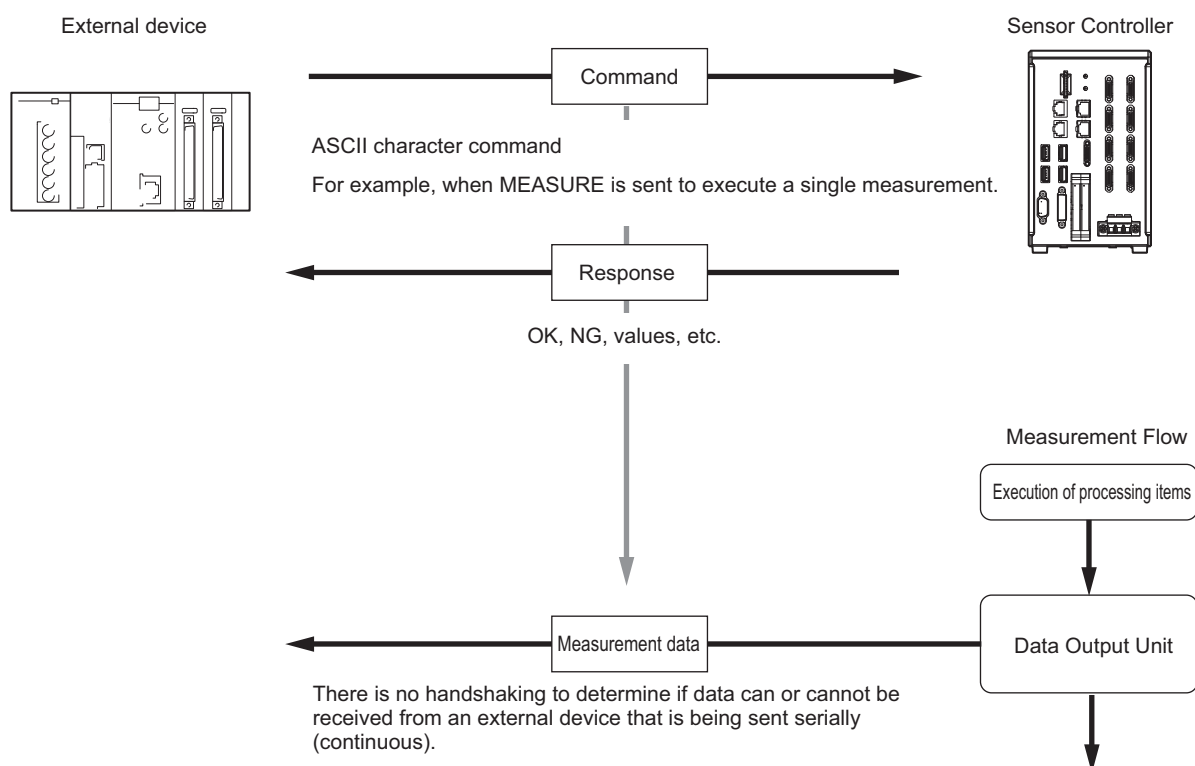 External device
Sensor Controller
Command
ASCII character command
For example, when MEASURE is sent to execute a single measurement.
Response
OK, NG, values, etc.
Measurement Flow
Execution of processing items
Measurement data
Data Output Unit
There is no handshaking to determine if data can or cannot be
received from an external device that is being sent serially
(continuous).